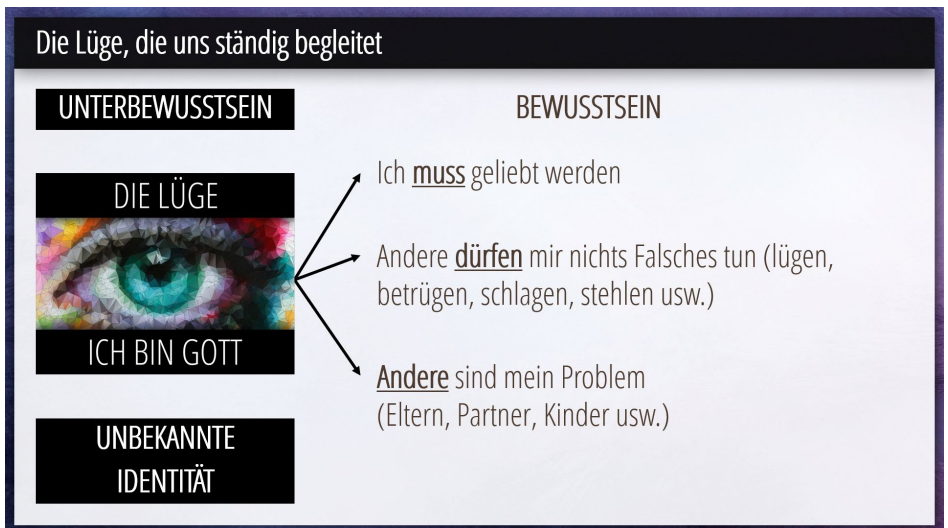 Die Lüge, die uns ständig begleitet
UNTERBEWUSSTSEIN
BEWUSSTSEIN
DIE LÜGE
ICH BIN GOTT
UNBEKANNTE
IDENTITÄT
Ich muss geliebt werden
Andere dürfen mir nichts Falsches tun (lügen,
betrügen, schlagen, stehlen usw.)
Andere sind mein Problem
(Eltern, Partner, Kinder usw.)